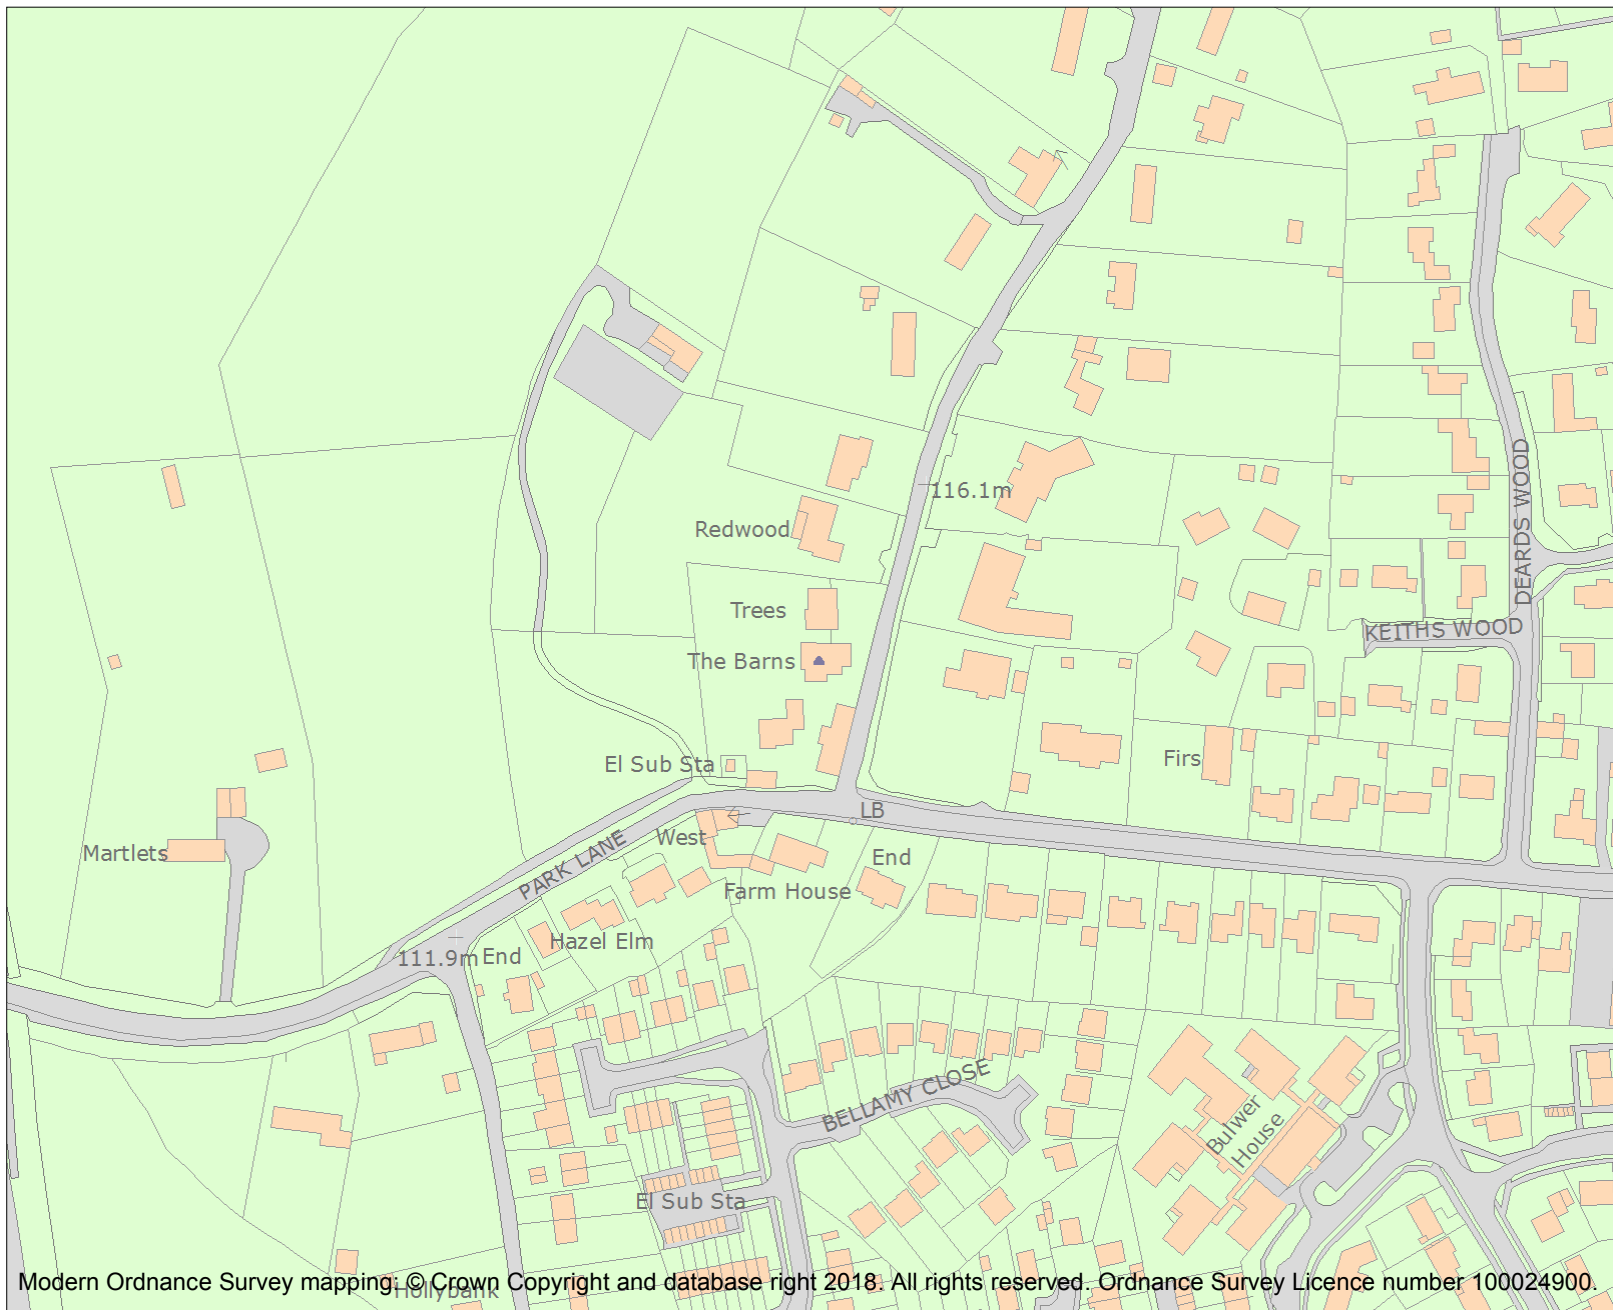 116.1m
DEARDS WOOD
Redwood
Trees
KEITHS WOOD
The Barns
Firs
El Sub Sta
LB
PARK LANE
West
Martlets
End
Farm House
Hazel Elm
111.9m
End
BELLAMY CLOSE
Bulwer
House
El Sub Sta
Modern Ordnance Survey mapping: © Crown Copyright and database right 2018. All rights reserved. Ordnance Survey Licence number 100024900.
Hollybank